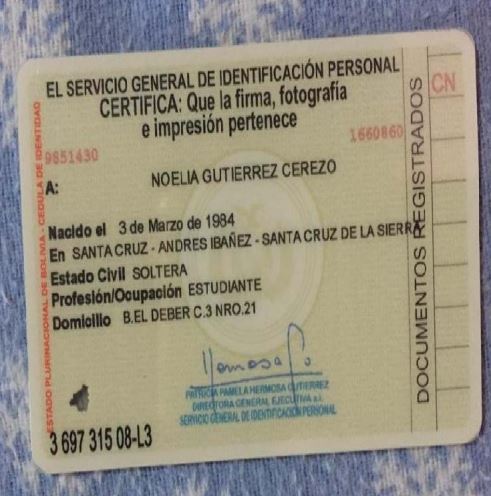 EL SERVICIO GENERAL DE IDENTIFICACIÓN PERSONAL
CERTIFICA: Que la firma, fotografía
e impresión pertenece
9851430
1660860
A: NOELIA GUTIERREZ CEREZO
Nacido el 3 de Marzo de 1984
En SANTA CRUZ - ANDRES IBAÑEZ - SANTA CRUZ DE LA SIERRA
Estado Civil SOLTERA
Profesión/Ocupación ESTUDIANTE
Domicilio B.EL DEBER C.3 NRO.21
PATRICIA PAMELA HERMOSA GUTIERREZ
DIRECTORA GENERAL EJECUTIVA a.i.
SERVICIO GENERAL DE IDENTIFICACIÓN PERSONAL
3 697 315 08-L3
ESTADO PLURINACIONAL DE BOLIVIA - CEDULA DE IDENTIDAD
DOCUMENTOS REGISTRADOS
CN